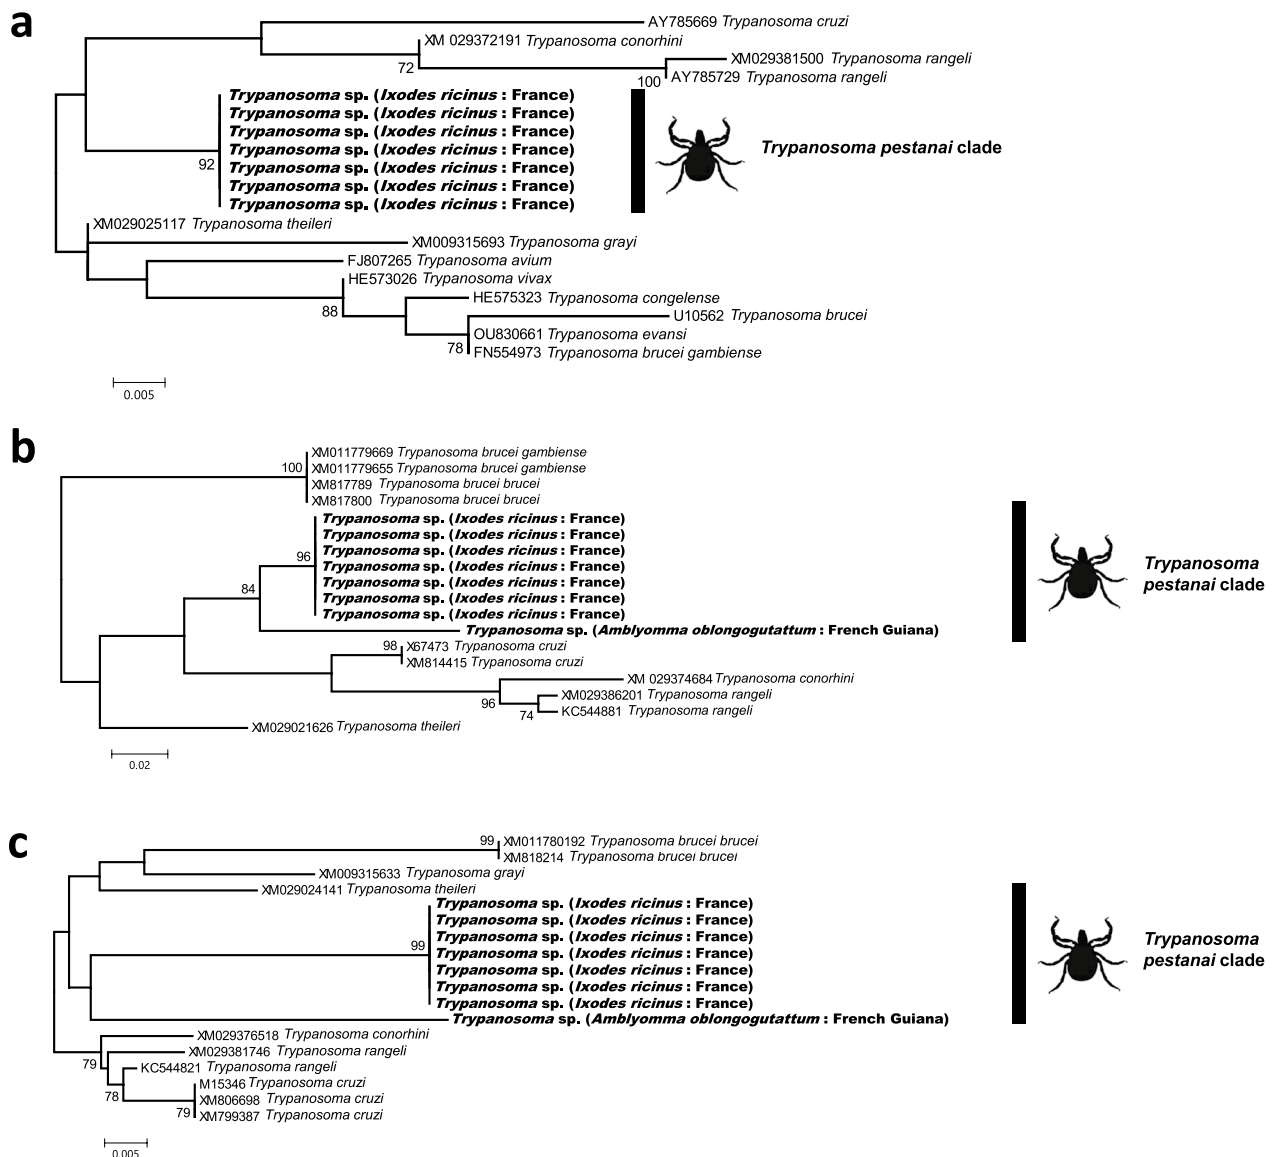 a
AY785669 Trypanosoma cruzi
XM 029372191 Trypanosoma conorhini
72
XM029381500 Trypanosoma rangeli
100 AY785729 Trypanosoma rangeli
Trypanosoma sp. (Ixodes ricinus : France)
Trypanosoma sp. (Ixodes ricinus : France)
Trypanosoma sp. (Ixodes ricinus : France)
Trypanosoma sp. (Ixodes ricinus : France)
92
Trypanosoma sp. (Ixodes ricinus : France)
Trypanosoma sp. (Ixodes ricinus : France)
Trypanosoma sp. (Ixodes ricinus : France)
Trypanosoma pestanai clade
XM029025117 Trypanosoma theileri
XM009315693 Trypanosoma grayi
FJ807265 Trypanosoma avium
HE573026 Trypanosoma vivax
88
HE575323 Trypanosoma congelense
U10562 Trypanosoma brucei
OU830661 Trypanosoma evansi
78
FN554973 Trypanosoma brucei gambiense
0.005
b
XM011779669 Trypanosoma brucei gambiense
100 XM011779655 Trypanosoma brucei gambiense
XM817789 Trypanosoma brucei brucei
XM817800 Trypanosoma brucei brucei
Trypanosoma sp. (Ixodes ricinus : France)
Trypanosoma sp. (Ixodes ricinus : France)
Trypanosoma sp. (Ixodes ricinus : France)
96
Trypanosoma sp. (Ixodes ricinus : France)
Trypanosoma sp. (Ixodes ricinus : France)
84
Trypanosoma sp. (Ixodes ricinus : France)
Trypanosoma sp. (Ixodes ricinus : France)
Trypanosoma sp. (Amblyomma oblongogutattum : French Guiana)
Trypanosoma
pestanai clade
98 X67473 Trypanosoma cruzi
XM814415 Trypanosoma cruzi
XM 029374684 Trypanosoma conorhini
96
XM029386201 Trypanosoma rangeli
74 KC544881 Trypanosoma rangeli
XM029021626 Trypanosoma theileri
0.02
c
99 XM011780192 Trypanosoma brucei brucei
XM818214 Trypanosoma brucei brucei
XM009315633 Trypanosoma grayi
XM029024141 Trypanosoma theileri
Trypanosoma sp. (Ixodes ricinus : France)
Trypanosoma sp. (Ixodes ricinus : France)
Trypanosoma sp. (Ixodes ricinus : France)
99
Trypanosoma sp. (Ixodes ricinus : France)
Trypanosoma sp. (Ixodes ricinus : France)
Trypanosoma sp. (Ixodes ricinus : France)
Trypanosoma sp. (Ixodes ricinus : France)
Trypanosoma sp. (Amblyomma oblongogutattum : French Guiana)
Trypanosoma
pestanai clade
XM029376518 Trypanosoma conorhini
79
XM029381746 Trypanosoma rangeli
KC544821 Trypanosoma rangeli
M15346 Trypanosoma cruzi
78
XM806698 Trypanosoma cruzi
79 XM799387 Trypanosoma cruzi
0.005